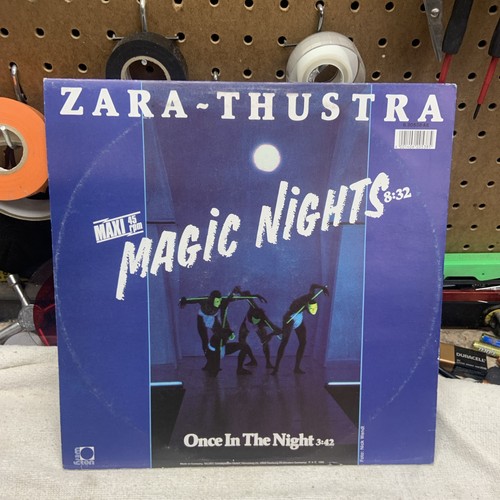 ZARA~THUSTRA
MAGIC NIGHTS 8:32
MAXI 45 rpm
Once In The Night 3:42
DURACELL